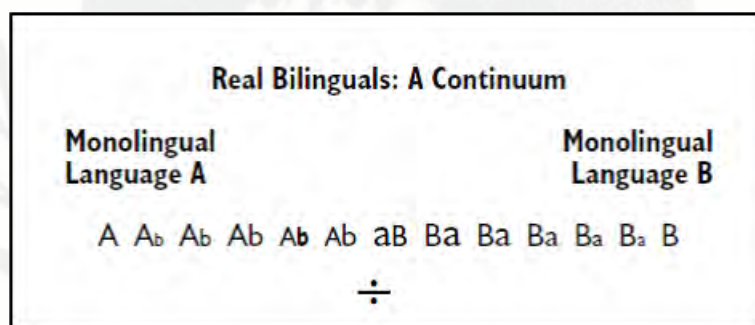 Real Bilinguals: A Continuum
Monolingual
Language A
Monolingual
Language B
A Ab Ab Ab Ab Ab aB Ba Ba Ba Ba Ba B
÷